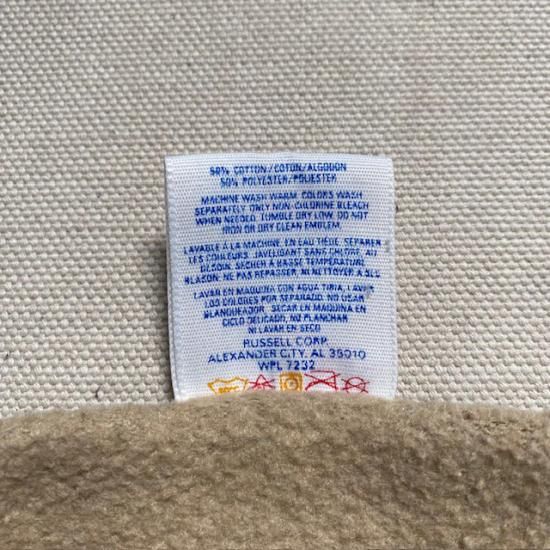 50% COTTON/COTON/ALGODON
50% POLYESTER/POLIESTER
MACHINE WASH WARM. COLORS WASH
SEPARATELY. ONLY NON-CHLORINE BLEACH
WHEN NEEDED. TUMBLE DRY LOW. DO NOT
IRON OR DRY CLEAN EMBLEM.
LAVABLE À LA MACHINE, EN EAU TIÈDE, SÉPARER
LES COULEURS. JAVELISANT SANS CHLORE, AU
BESOIN. SÉCHER À BASSE TEMPÉRATURE.
BLASON: NE PAS REPASSER, NI NETTOYER À SEC
LAVAR EN MAQUINA CON AGUA TIBIA, LAVAR
LOS COLORES POR SEPARADO. NO USAR
BLANQUEADOR. SECAR EN MAQUINA EN
CICLO DELICADO, NO PLANCHAR
NI LAVAR EN SECO
RUSSELL CORP.
ALEXANDER CITY, AL 35010
WPL 7232